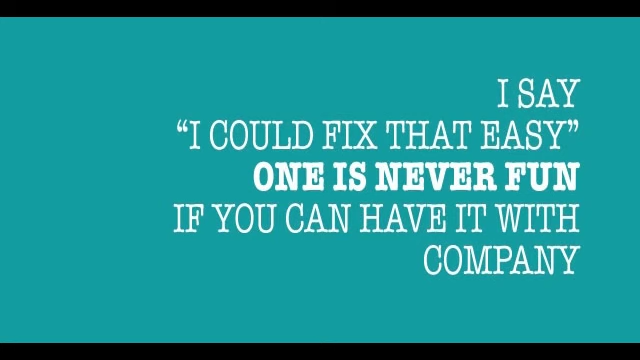 I SAY
“I COULD FIX THAT EASY”
ONE IS NEVER FUN
IF YOU CAN HAVE IT WITH
COMPANY